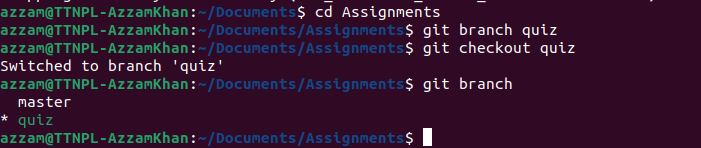 azzam@TTNPL-AzzamKhan:~/Documents$ cd Assignments
azzam@TTNPL-AzzamKhan:~/Documents/Assignments$ git branch quiz
azzam@TTNPL-AzzamKhan:~/Documents/Assignments$ git checkout quiz
Switched to branch 'quiz'
azzam@TTNPL-AzzamKhan:~/Documents/Assignments$ git branch
  master
* quiz
azzam@TTNPL-AzzamKhan:~/Documents/Assignments$